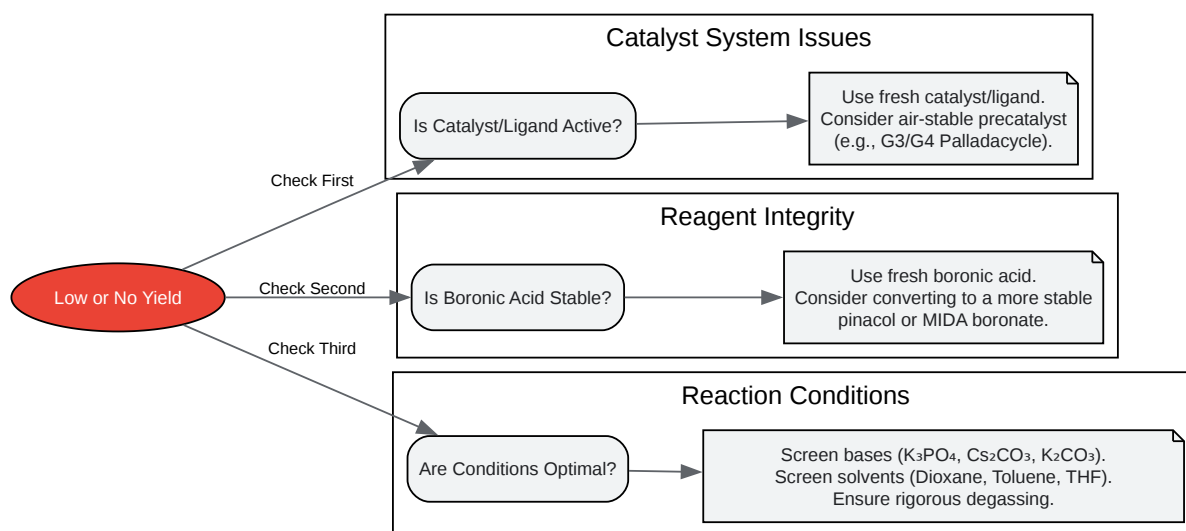 Catalyst System Issues
Is Catalyst/Ligand Active?
Use fresh catalyst/ligand.
Consider air-stable precatalyst
(e.g., G3/G4 Palladacycle).
Check First
Reagent Integrity
Low or No Yield
Check Second
Is Boronic Acid Stable?
Use fresh boronic acid.
Consider converting to a more stable
pinacol or MIDA boronate.
Check Third
Reaction Conditions
Are Conditions Optimal?
Screen bases (K₃PO₄, Cs₂CO₃, K₂CO₃).
Screen solvents (Dioxane, Toluene, THF).
Ensure rigorous degassing.